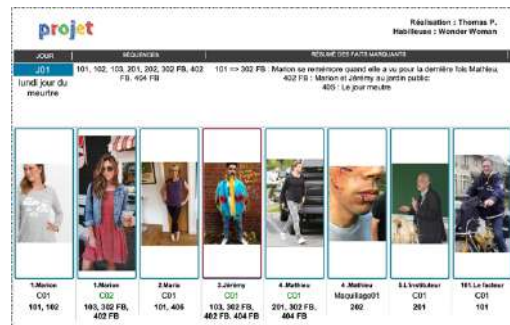 projet
Réalisation : Thomas P.
Habilleuse : Wonder Woman
JOUR
SÉQUENCES
RÉSUMÉ DES FAITS MARQUANTS
J01
lundi jour du
meurtre
101, 102, 103, 201, 202, 302 FB, 402
FB, 404 FB
101 => 302 FB : Marion se remémore quand elle a vu pour la dernière fois Mathieu,
402 FB : Marion et Jérémy au jardin public
405 : Le jour meutre
1.Marion
C01
101, 102
1.Marion
C02
103, 302 FB,
402 FB
2.Marie
C01
101, 405
3.Jérémy
C01
103, 302 FB,
402 FB, 404 FB
4.Mathieu
C01
201, 302 FB,
404 FB
4.Mathieu
Maquillage01
202
5.L'instituteur
C01
201
101.Le facteur
C01
101